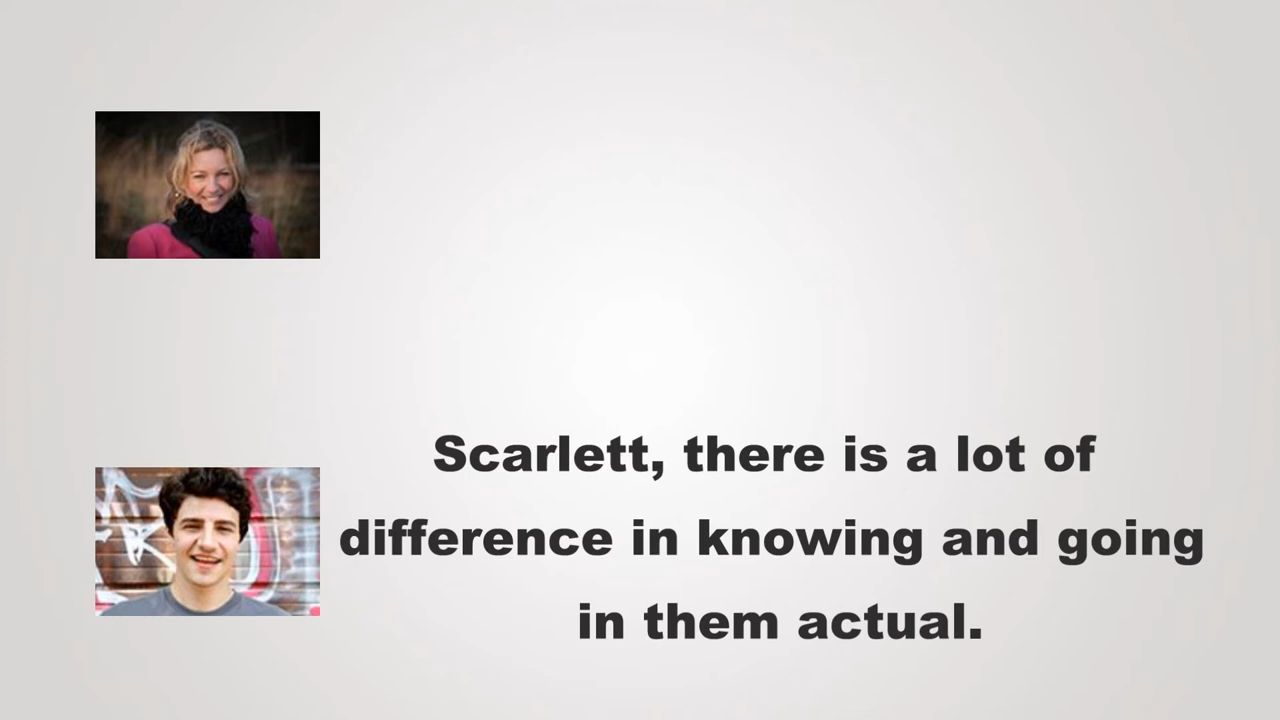 Scarlett, there is a lot of
difference in knowing and going
in them actual.